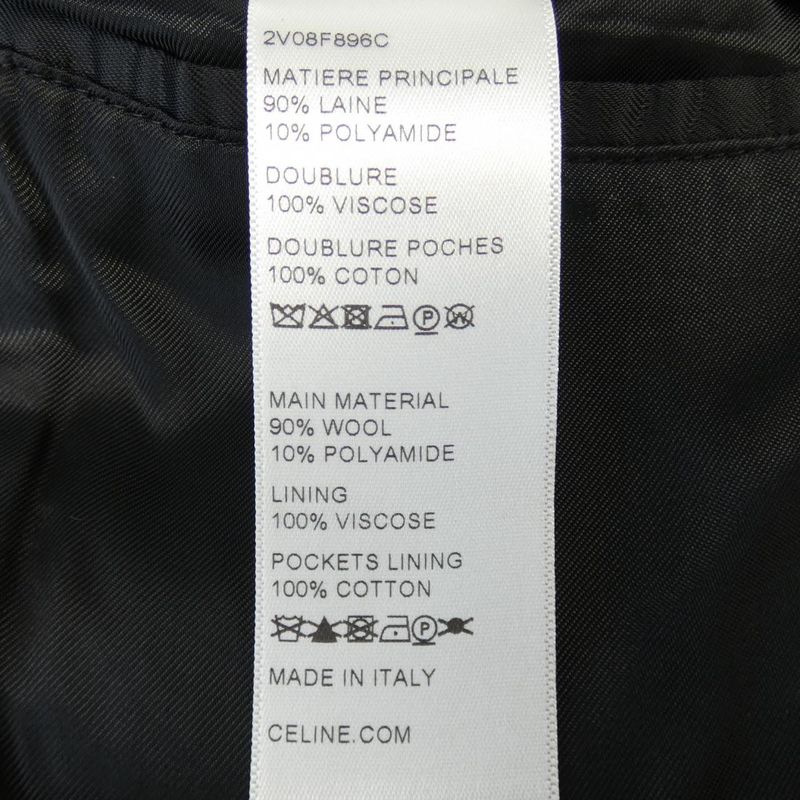 2V08F896C
MATIERE PRINCIPALE
90% LAINE
10% POLYAMIDE
DOUBLURE
100% VISCOSE
DOUBLURE POCHES
100% COTON
P W
MAIN MATERIAL
90% WOOL
10% POLYAMIDE
LINING
100% VISCOSE
POCKETS LINING
100% COTTON
P
MADE IN ITALY
CELINE.COM